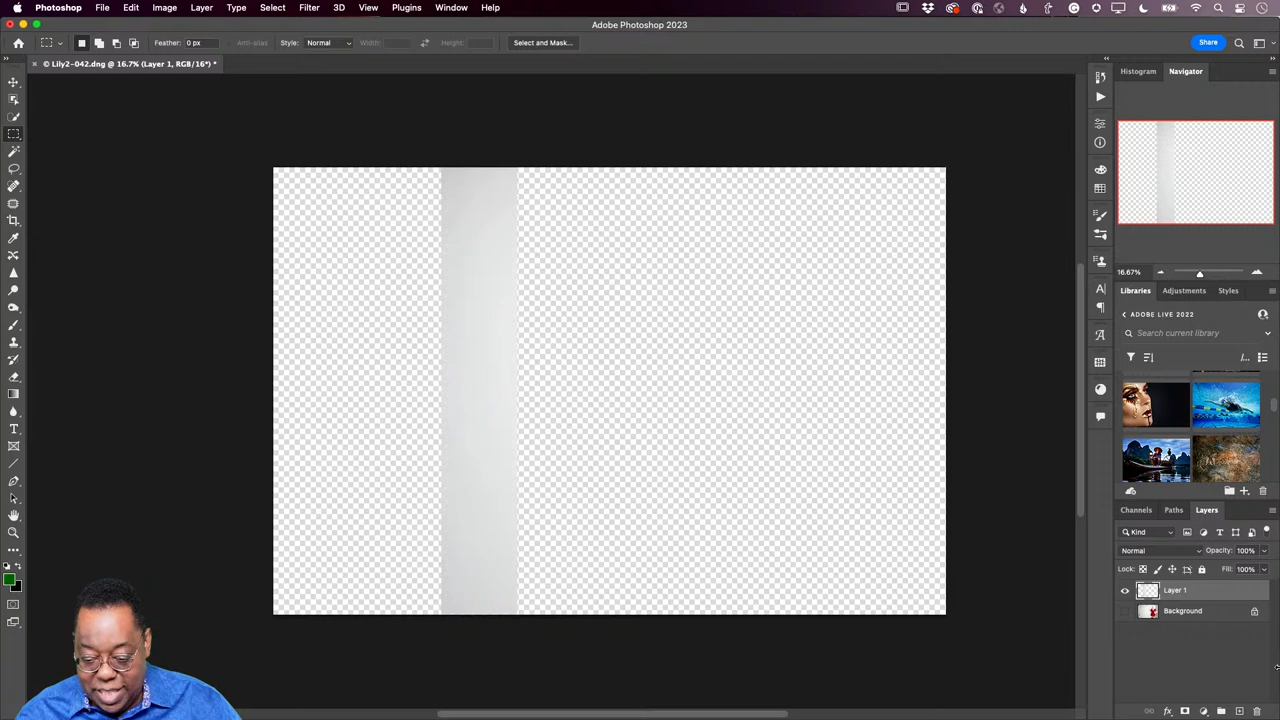 Photoshop File Edit Image Layer Type Select Filter 3D View Plugins Window Help
Adobe Photoshop 2023
Feather: 0 px Anti-alias Style: Normal Width: Height: Select and Mask... Share
© Lily2-042.dng @ 16.7% (Layer 1, RGB/16*) *
Histogram Navigator
16.67%
Libraries Adjustments Styles
ADOBE LIVE 2022
Search current library
Channels Paths Layers
Kind
Normal Opacity: 100%
Lock: Fill: 100%
Layer 1
Background